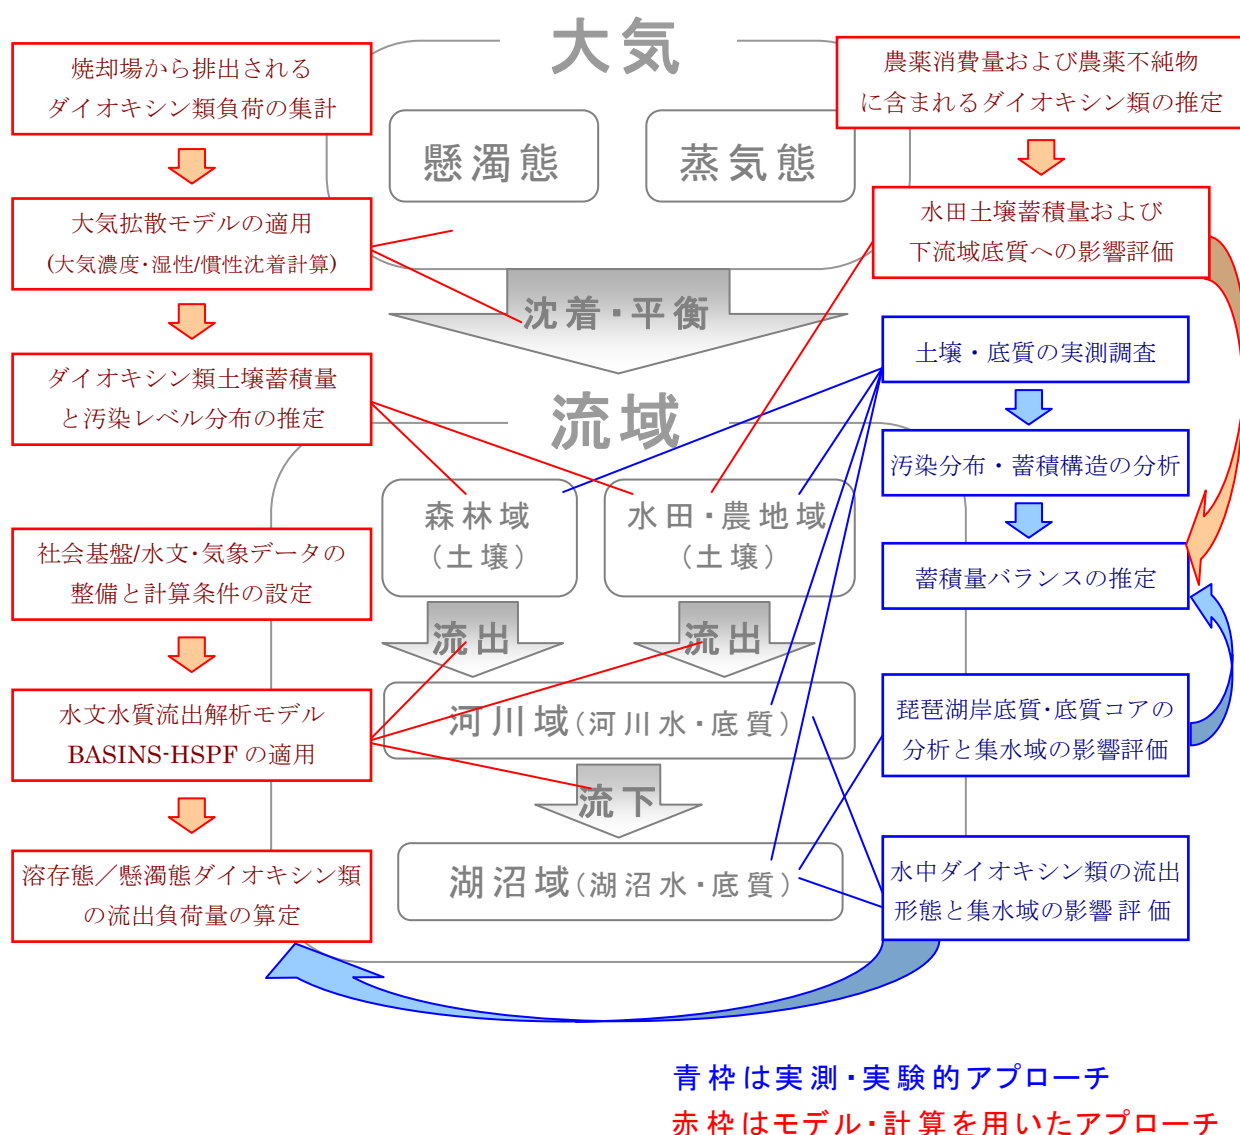 大気
焼却場から排出される
ダイオキシン類負荷の集計
農薬消費量および農薬不純物
に含まれるダイオキシン類の推定
懸濁態
蒸気態
大気拡散モデルの適用
(大気濃度・湿性/慣性沈着計算)
水田土壌蓄積量および
下流域底質への影響評価
沈着・平衡
土壌・底質の実測調査
ダイオキシン類土壌蓄積量
と汚染レベル分布の推定
流域
汚染分布・蓄積構造の分析
森林域
(土壌)
水田・農地域
(土壌)
社会基盤/水文・気象データの
整備と計算条件の設定
蓄積量バランスの推定
流出
流出
水文水質流出解析モデル
BASINS-HSPF の適用
河川域(河川水・底質)
琵琶湖岸底質・底質コアの
分析と集水域の影響評価
流下
溶存態／懸濁態ダイオキシン類
の流出負荷量の算定
湖沼域(湖沼水・底質)
水中ダイオキシン類の流出
形態と集水域の影響評価
青枠は実測・実験的アプローチ
赤枠はモデル・計算を用いたアプローチ